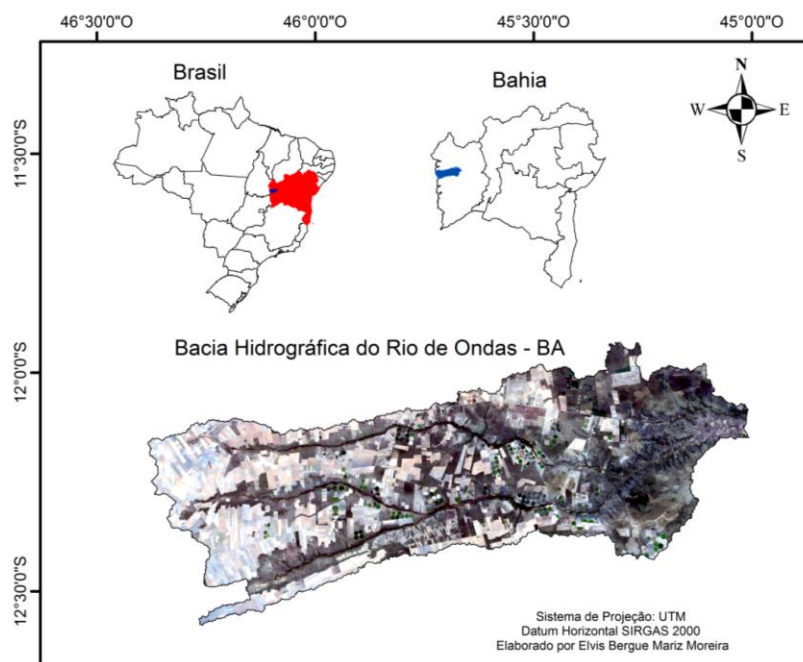 46°30'0"O 46°00'0"O 45°30'0"O 45°0'0"O
Brasil
Bahia
N
W E
S
11°30'0"S
Bacia Hidrográfica do Rio de Ondas - BA
12°0'0"S
12°30'0"S
Sistema de Projeção: UTM
Datum Horizontal SIRGAS 2000
Elaborado por Elvis Bergue Mariz Moreira